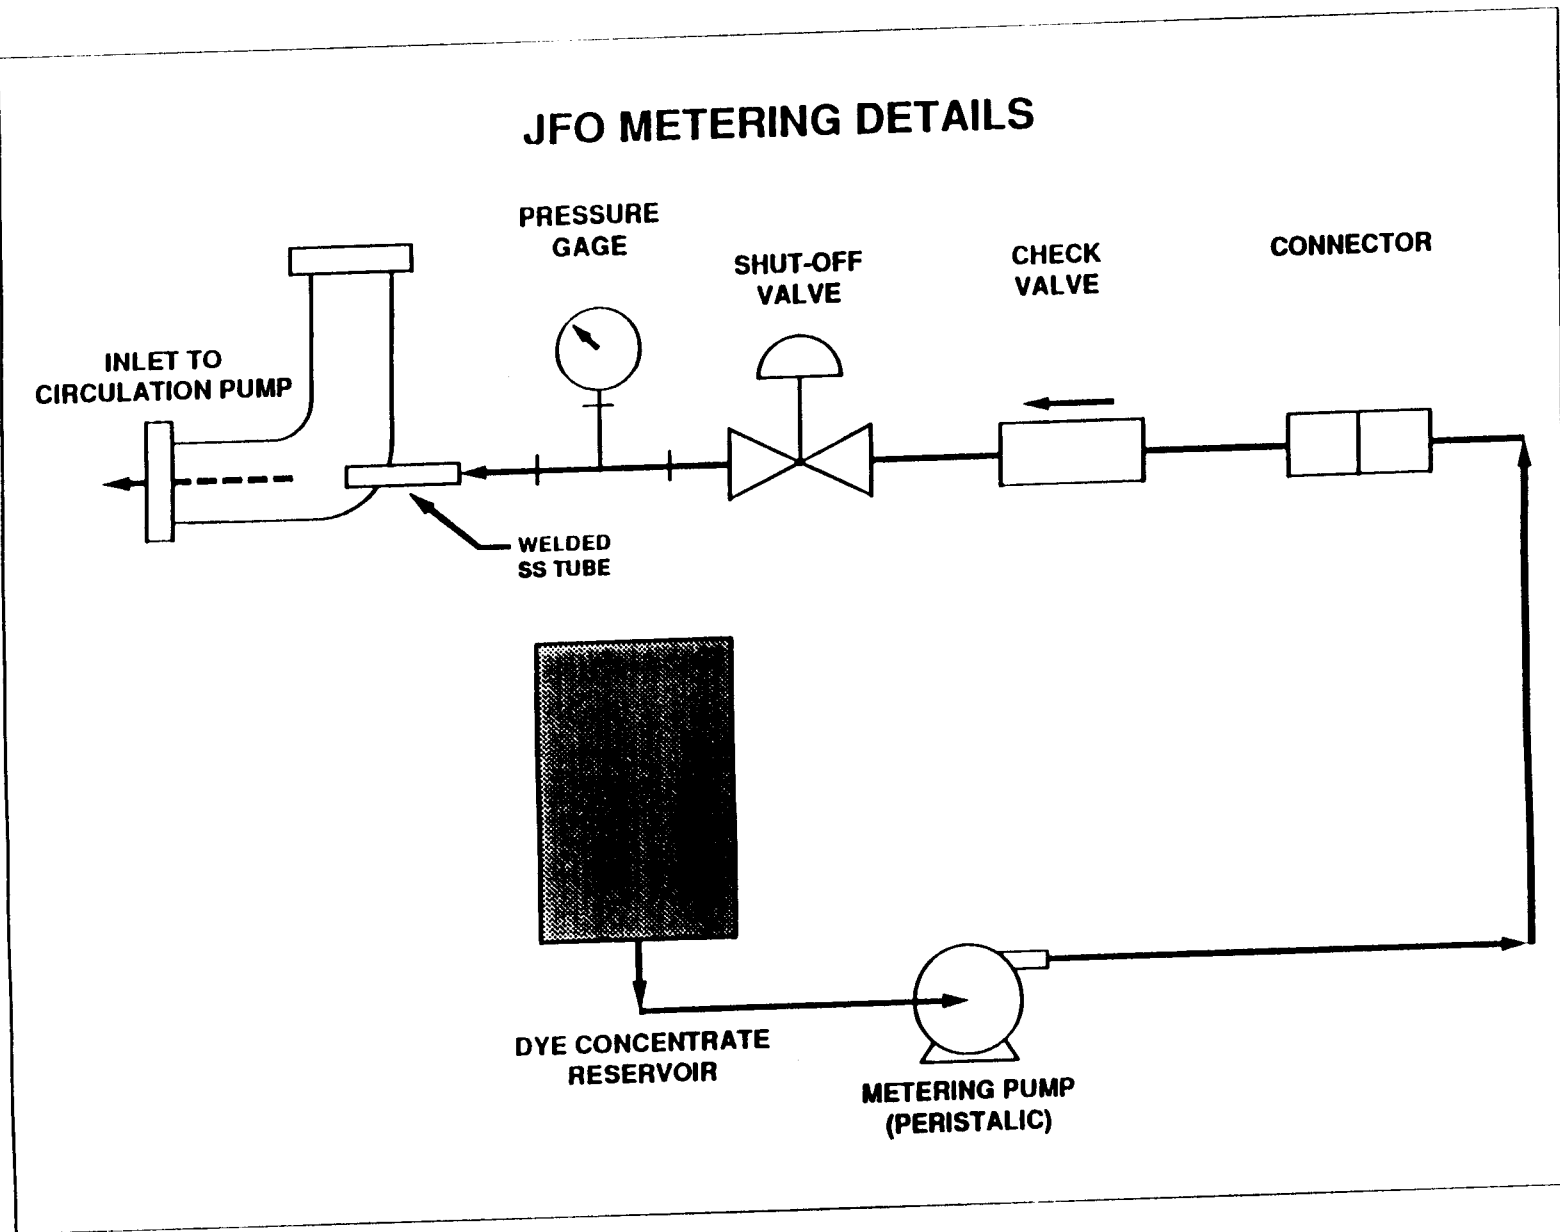 JFO METERING DETAILS
PRESSURE
GAGE
SHUT-OFF
VALVE
CHECK
VALVE
CONNECTOR
INLET TO
CIRCULATION PUMP
WELDED
SS TUBE
DYE CONCENTRATE
RESERVOIR
METERING PUMP
(PERISTALIC)